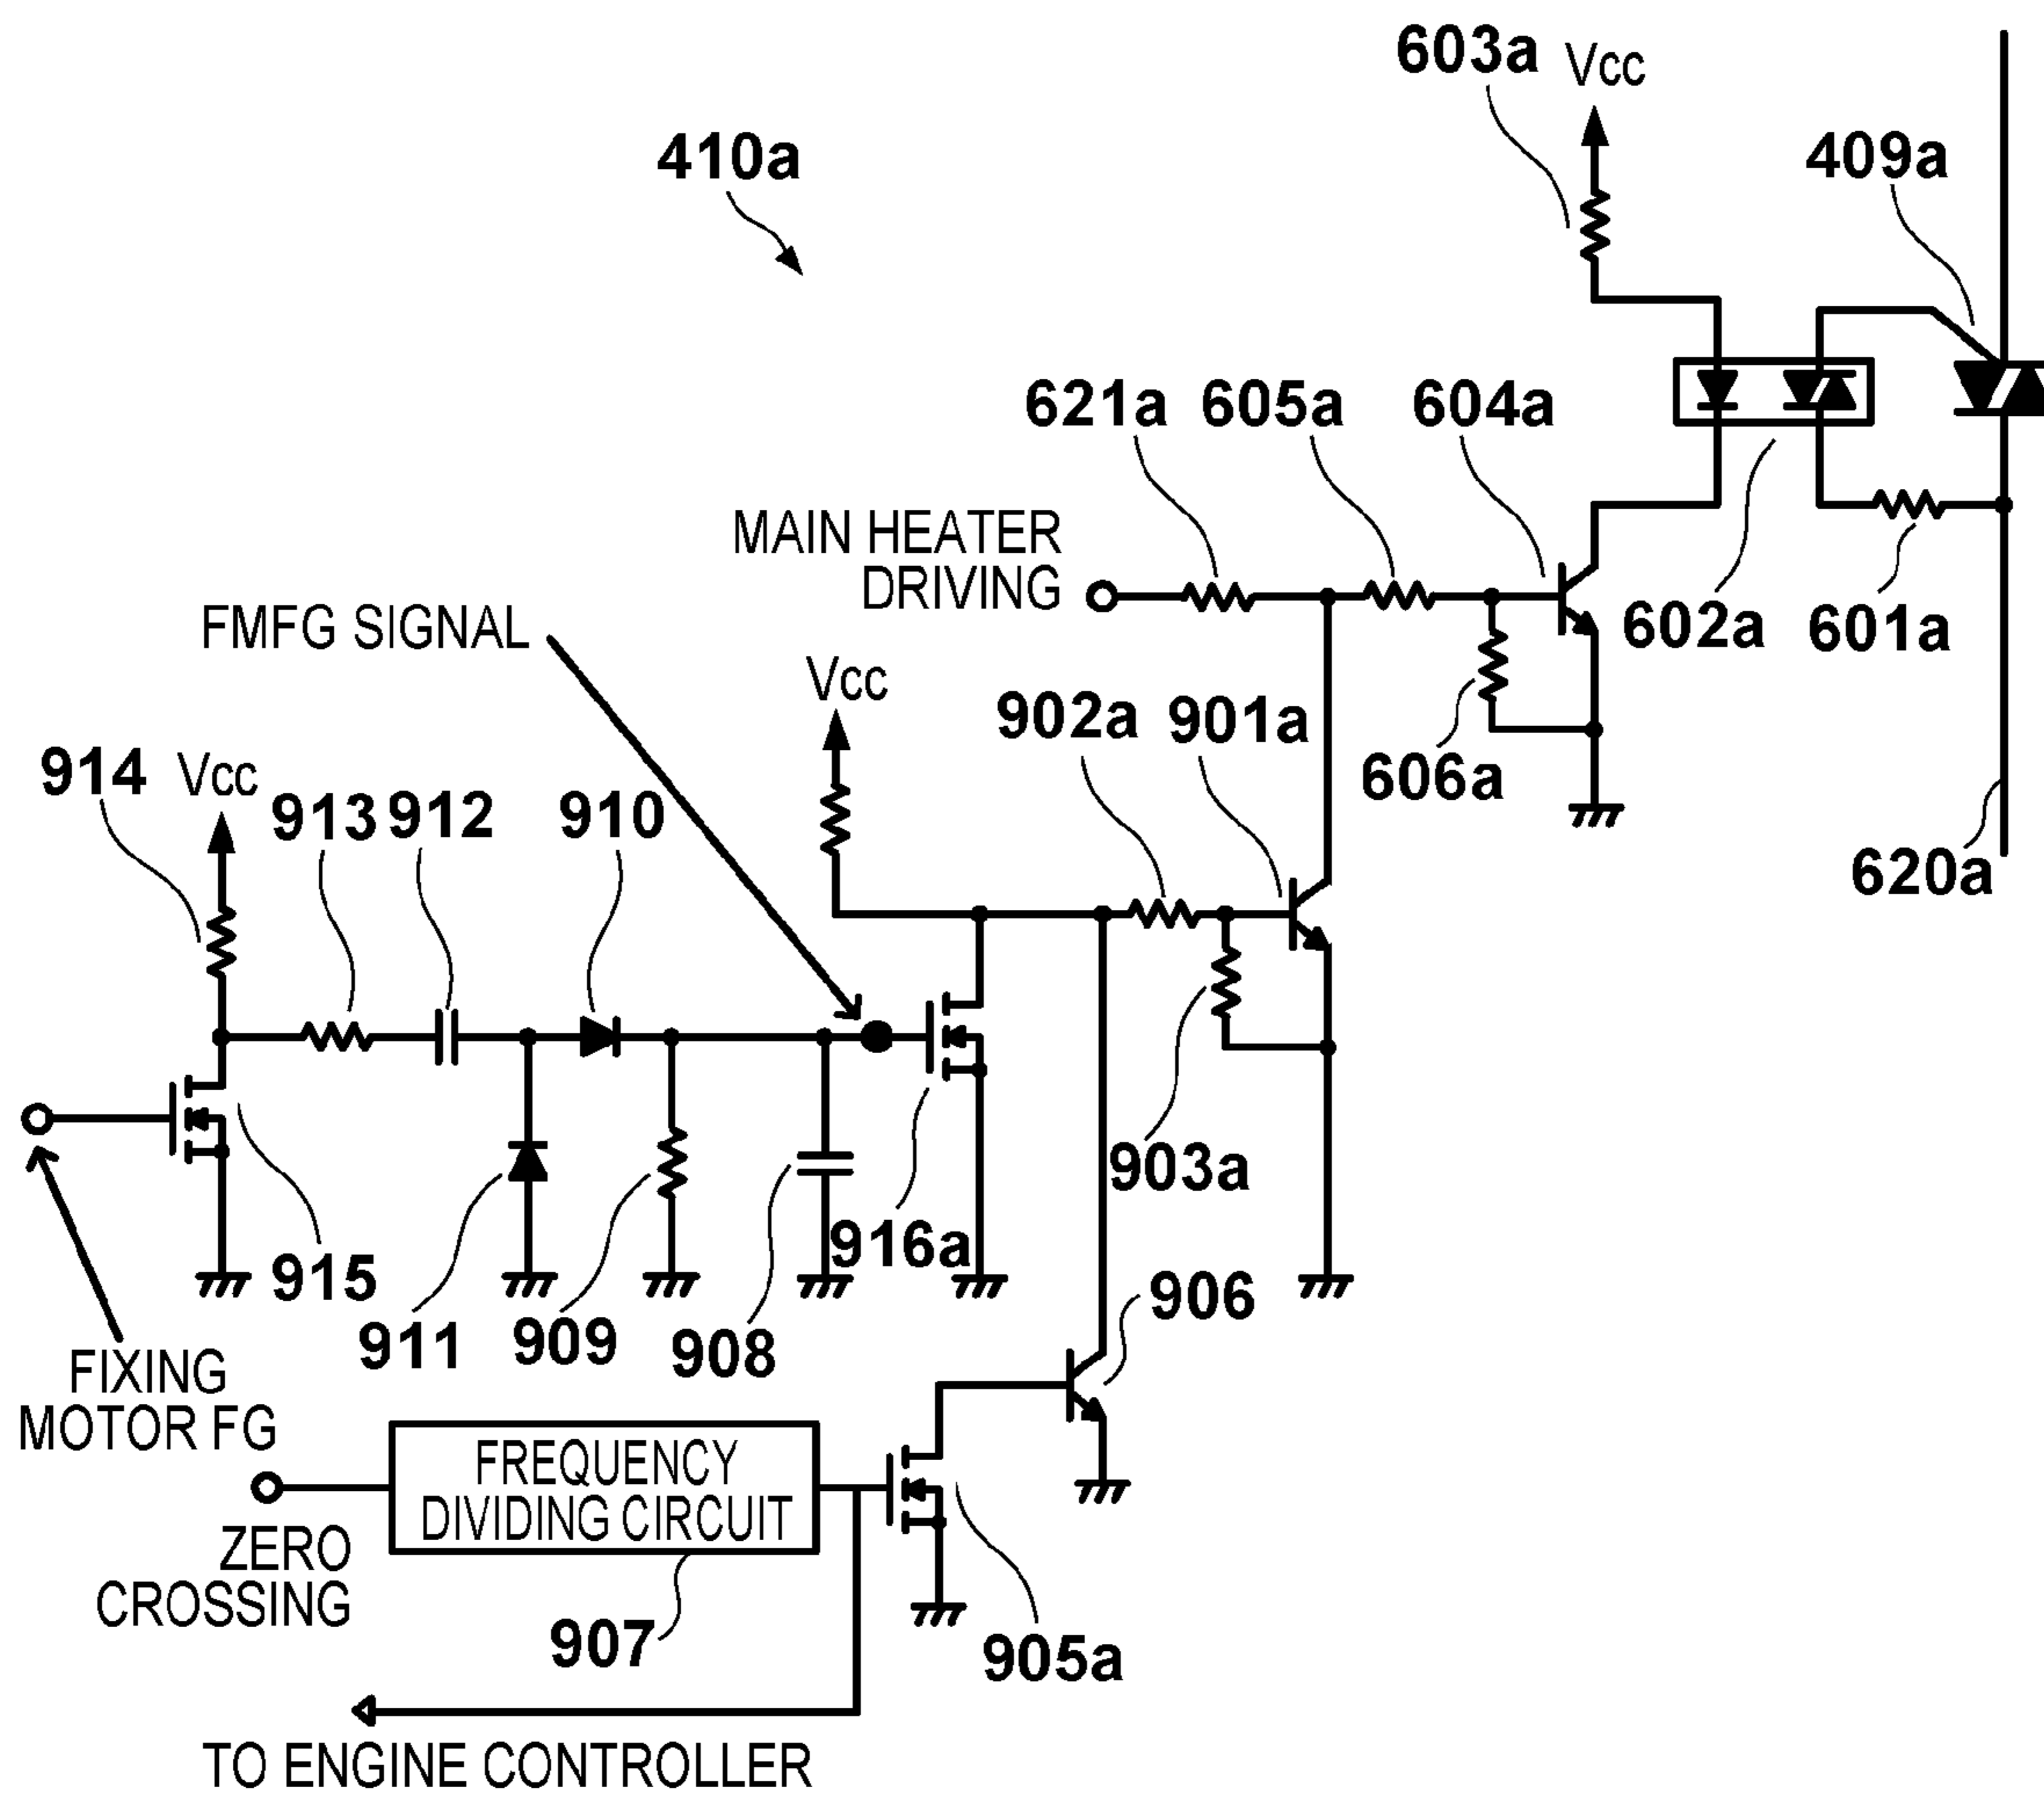 603a Vcc
410a
409a
621a 605a 604a
MAIN HEATER
DRIVING
FMFG SIGNAL
602a 601a
Vcc
902a 901a
606a
914 Vcc
913 912 910
620a
903a
916a
915
906
911 909 908
FIXING
MOTOR FG
FREQUENCY
DIVIDING CIRCUIT
ZERO
CROSSING
907
905a
TO ENGINE CONTROLLER